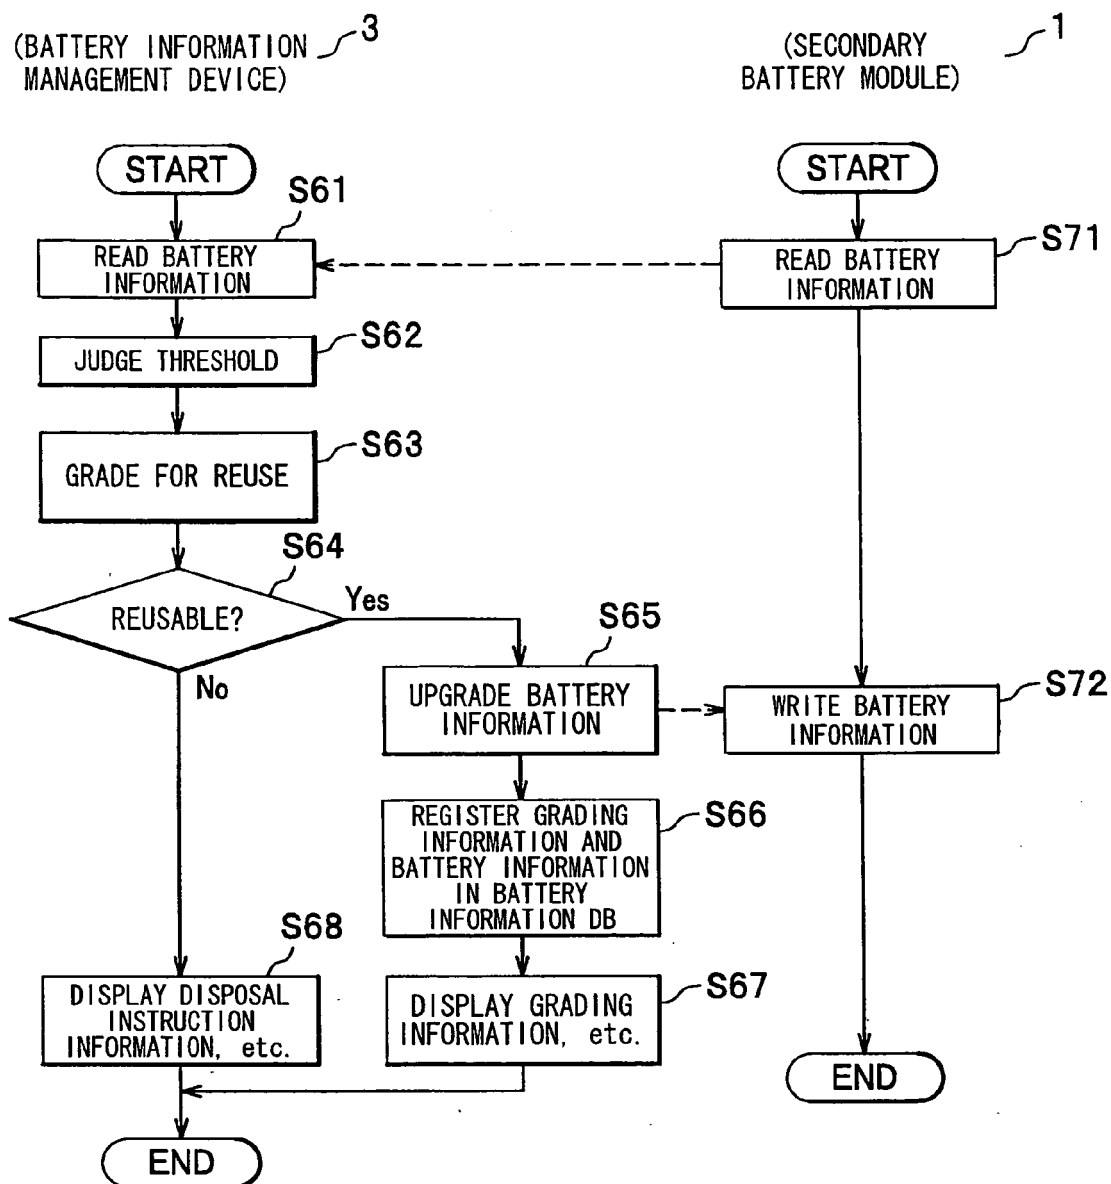 (BATTERY INFORMATION
MANAGEMENT DEVICE)
3
(SECONDARY
BATTERY MODULE)
1
START
S61
READ BATTERY
INFORMATION
S62
JUDGE THRESHOLD
S63
GRADE FOR REUSE
S64
REUSABLE?
Yes
No
S65
UPGRADE BATTERY
INFORMATION
S66
REGISTER GRADING
INFORMATION AND
BATTERY INFORMATION
IN BATTERY
INFORMATION DB
S67
DISPLAY GRADING
INFORMATION, etc.
S68
DISPLAY DISPOSAL
INSTRUCTION
INFORMATION, etc.
END
START
S71
READ BATTERY
INFORMATION
S72
WRITE BATTERY
INFORMATION
END